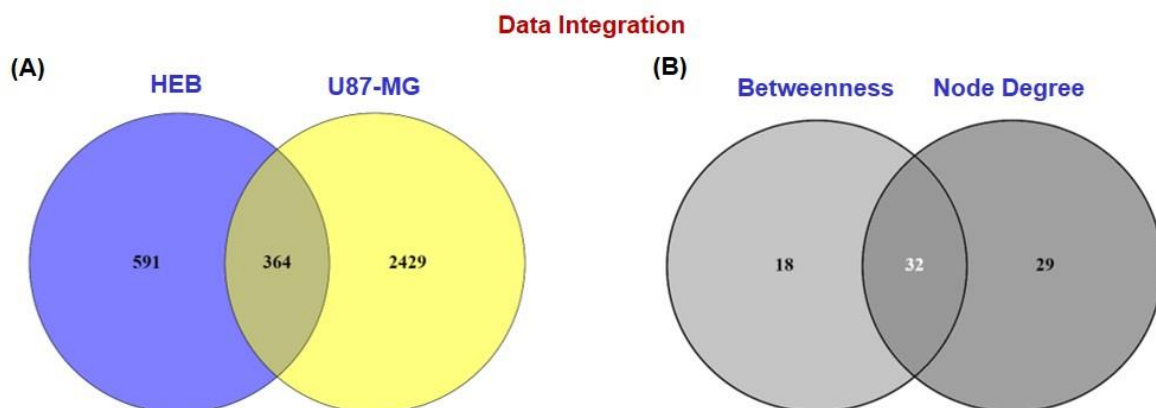 Data Integration
(A)
HEB U87-MG
591 364 2429
(B)
Betweenness Node Degree
18 32 29